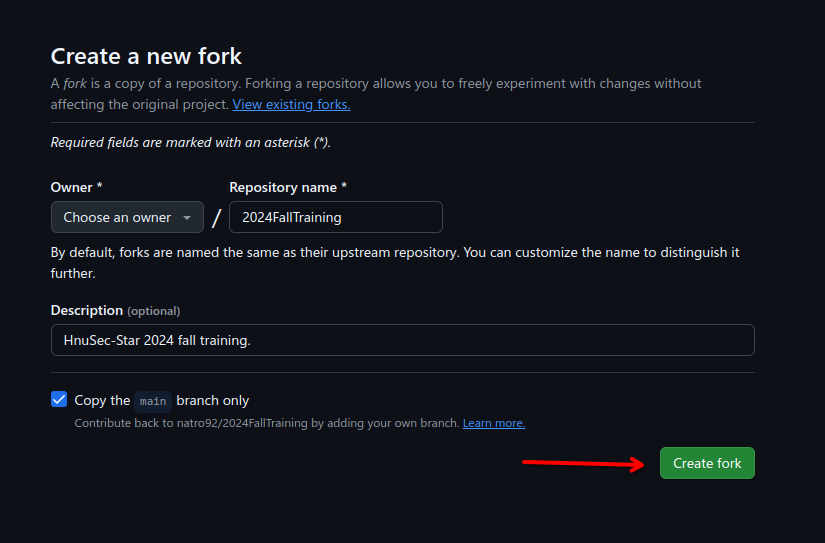 Create a new fork
A fork is a copy of a repository. Forking a repository allows you to freely experiment with changes without
affecting the original project. View existing forks.
Required fields are marked with an asterisk (*).
Owner *
Repository name *
Choose an owner
/
2024FallTraining
By default, forks are named the same as their upstream repository. You can customize the name to distinguish it
further.
Description (optional)
HnuSec-Star 2024 fall training.
Copy the main branch only
Contribute back to natro92/2024FallTraining by adding your own branch. Learn more.
Create fork